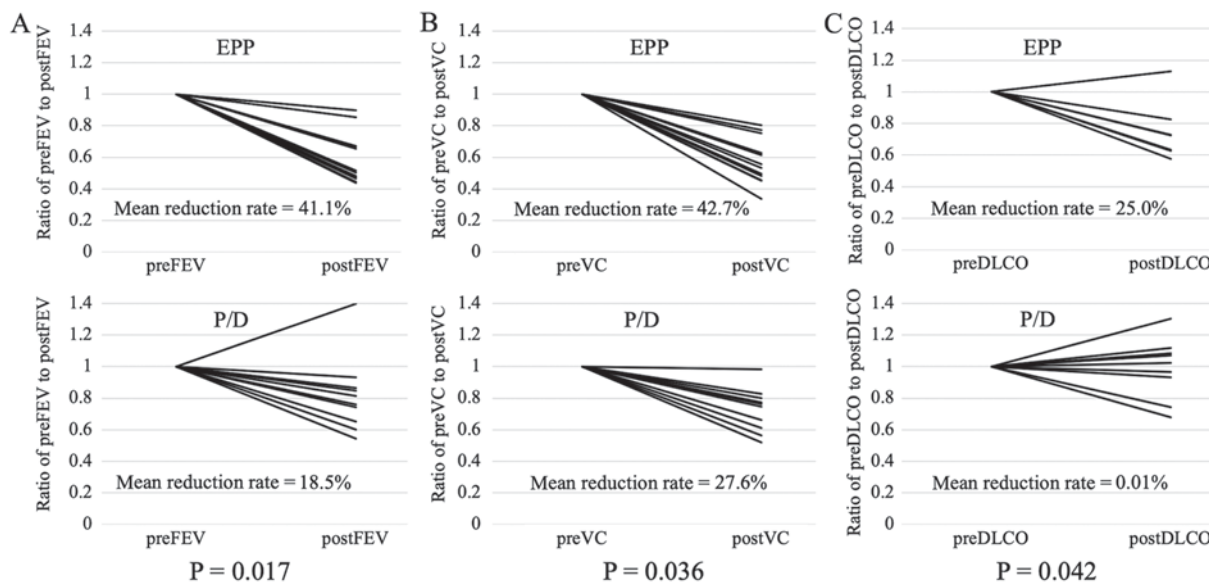 A
Ratio of preFEV to postFEV
1.4
1.2
1
0.8
0.6
0.4
0.2
0
EPP
Mean reduction rate = 41.1%
preFEV postFEV
B
Ratio of preVC to postVC
1.4
1.2
1
0.8
0.6
0.4
0.2
0
EPP
Mean reduction rate = 42.7%
preVC postVC
C
Ratio of preDLCO to postDLCO
1.4
1.2
1
0.8
0.6
0.4
0.2
0
EPP
Mean reduction rate = 25.0%
preDLCO postDLCO
Ratio of preFEV to postFEV
1.4
1.2
1
0.8
0.6
0.4
0.2
0
P/D
Mean reduction rate = 18.5%
preFEV postFEV
P = 0.017
Ratio of preVC to postVC
1.4
1.2
1
0.8
0.6
0.4
0.2
0
P/D
Mean reduction rate = 27.6%
preVC postVC
P = 0.036
Ratio of preDLCO to postDLCO
1.4
1.2
1
0.8
0.6
0.4
0.2
0
P/D
Mean reduction rate = 0.01%
preDLCO postDLCO
P = 0.042